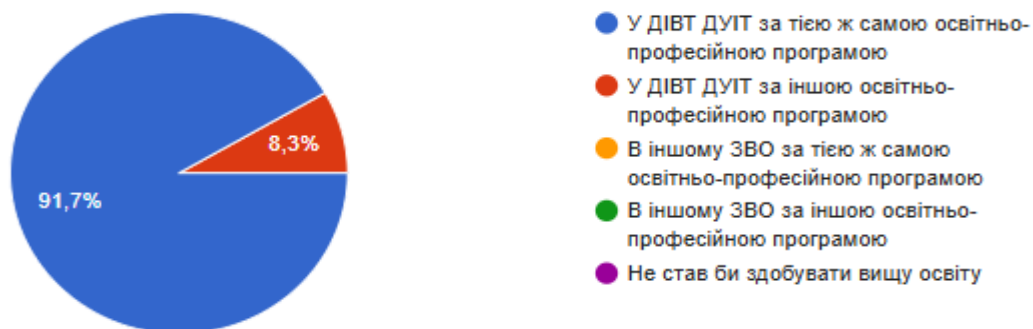 91,7%
8,3%
У ДІВТ ДУІТ за тією ж самою освітньо-
професійною програмою
У ДІВТ ДУІТ за іншою освітньо-
професійною програмою
В іншому ЗВО за тією ж самою
освітньо-професійною програмою
В іншому ЗВО за іншою освітньо-
професійною програмою
Не став би здобувати вищу освіту